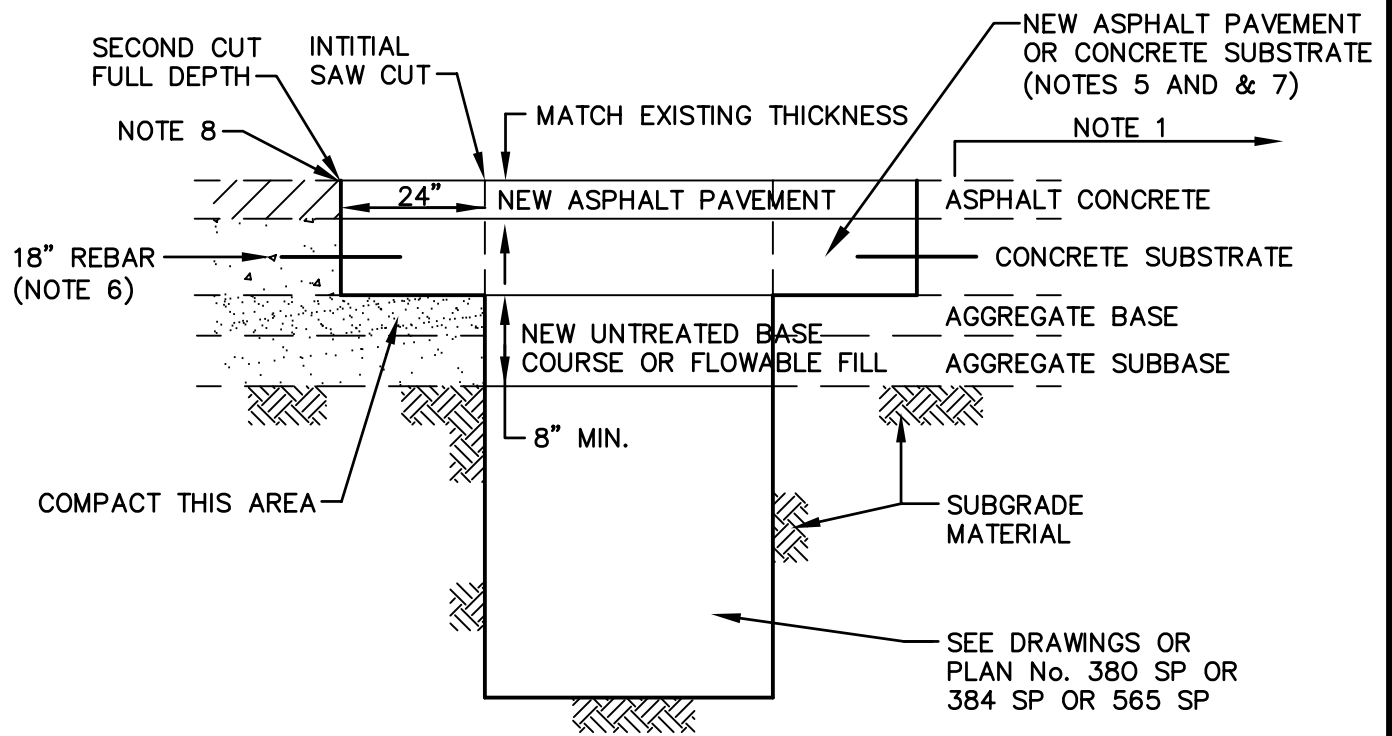 SECOND CUT
FULL DEPTH
INTITIAL
SAW CUT
NEW ASPHALT PAVEMENT
OR CONCRETE SUBSTRATE
(NOTES 5 AND & 7)
NOTE 8
MATCH EXISTING THICKNESS
NOTE 1
24"
NEW ASPHALT PAVEMENT
ASPHALT CONCRETE
18" REBAR
(NOTE 6)
CONCRETE SUBSTRATE
NEW UNTREATED BASE
COURSE OR FLOWABLE FILL
AGGREGATE BASE
AGGREGATE SUBBASE
8" MIN.
COMPACT THIS AREA
SUBGRADE
MATERIAL
SEE DRAWINGS OR
PLAN No. 380 SP OR
384 SP OR 565 SP